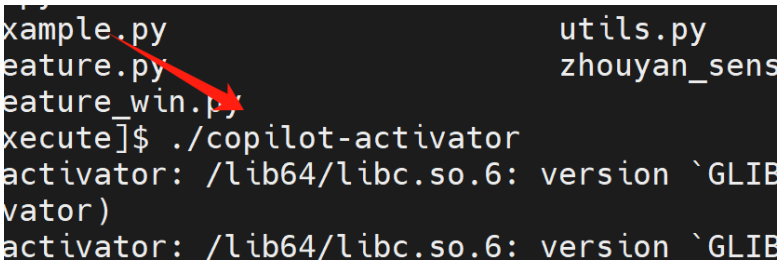 xample.py utils.py
eature.py zhouyan_sens
eature_win.py
xecute]$ ./copilot-activator
activator: /lib64/libc.so.6: version `GLIB
vator)
activator: /lib64/libc.so.6: version `GLIB